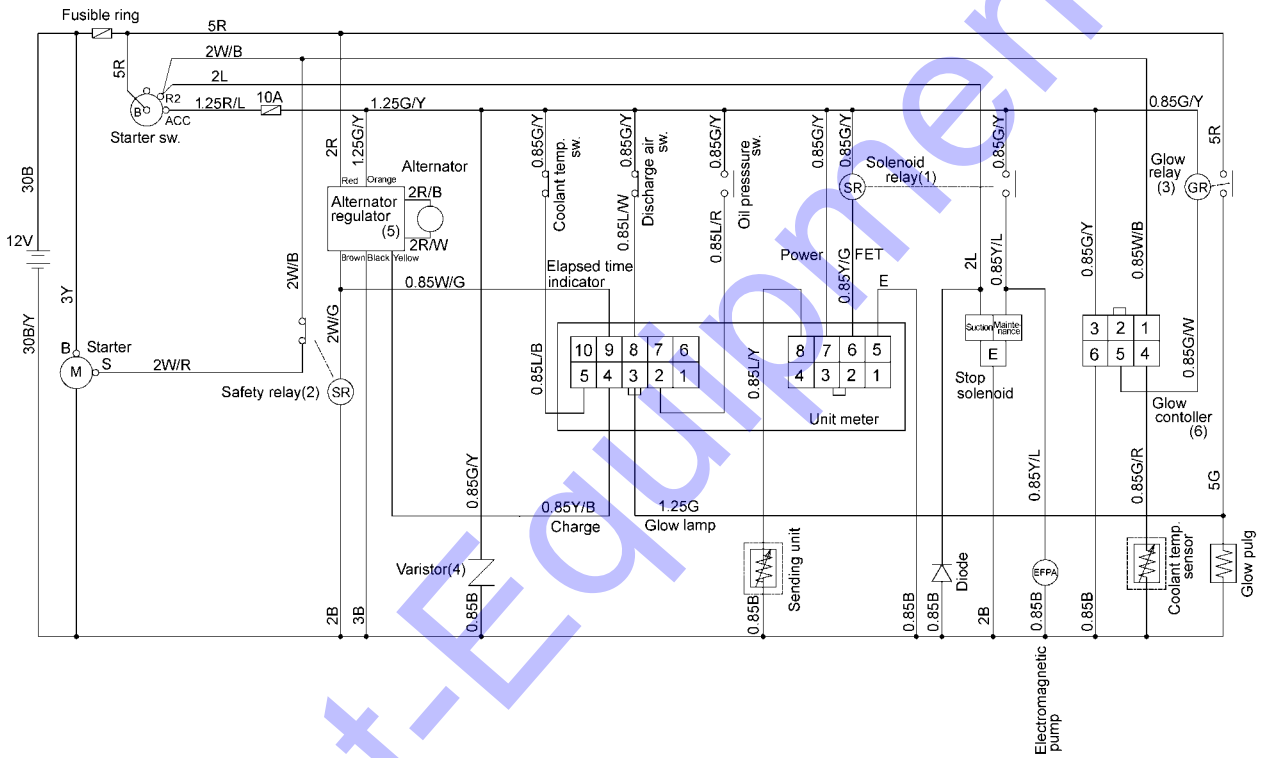 Fusible ring
5R
2W/B
2L
5R
R2
B
ACC
1.25R/L
10A
1.25G/Y
0.85G/Y
Starter sw.
2R
1.25G/Y
0.85G/Y
Coolant temp. sw.
0.85G/Y
Discharge air sw.
0.85G/Y
Oil presssure sw.
0.85G/Y
0.85G/Y
Solenoid relay(1)
SR
0.85G/Y
5R
Glow relay (3)
GR
30B
12V
30B/Y
3Y
Red Orange
Alternator
Alternator regulator (5)
2R/B
2R/W
Brown Black Yellow
0.85L/W
0.85L/R
Power
0.85Y/G
FET
E
2L
0.85Y/L
0.85G/Y
0.85W/B
2W/B
2W/G
0.85W/G
Elapsed time indicator
B
Starter
M
S
2W/R
Safety relay(2)
SR
0.85L/B
10 9 8 7 6
5 4 3 2 1
0.85L/Y
8 7 6 5
4 3 2 1
Unit meter
Suction
Mainte-nance
E
Stop solenoid
3 2 1
6 5 4
0.85G/W
Glow contoller (6)
0.85G/Y
0.85Y/B
Charge
1.25G
Glow lamp
0.85Y/L
0.85G/R
5G
Varistor(4)
Sending unit
Diode
EFPA
Coolant temp. sensor
Glow pulg
2B
3B
0.85B
0.85B
0.85B
0.85B
2B
0.85B
0.85B
Electromagnetic pump
t-Equipmen